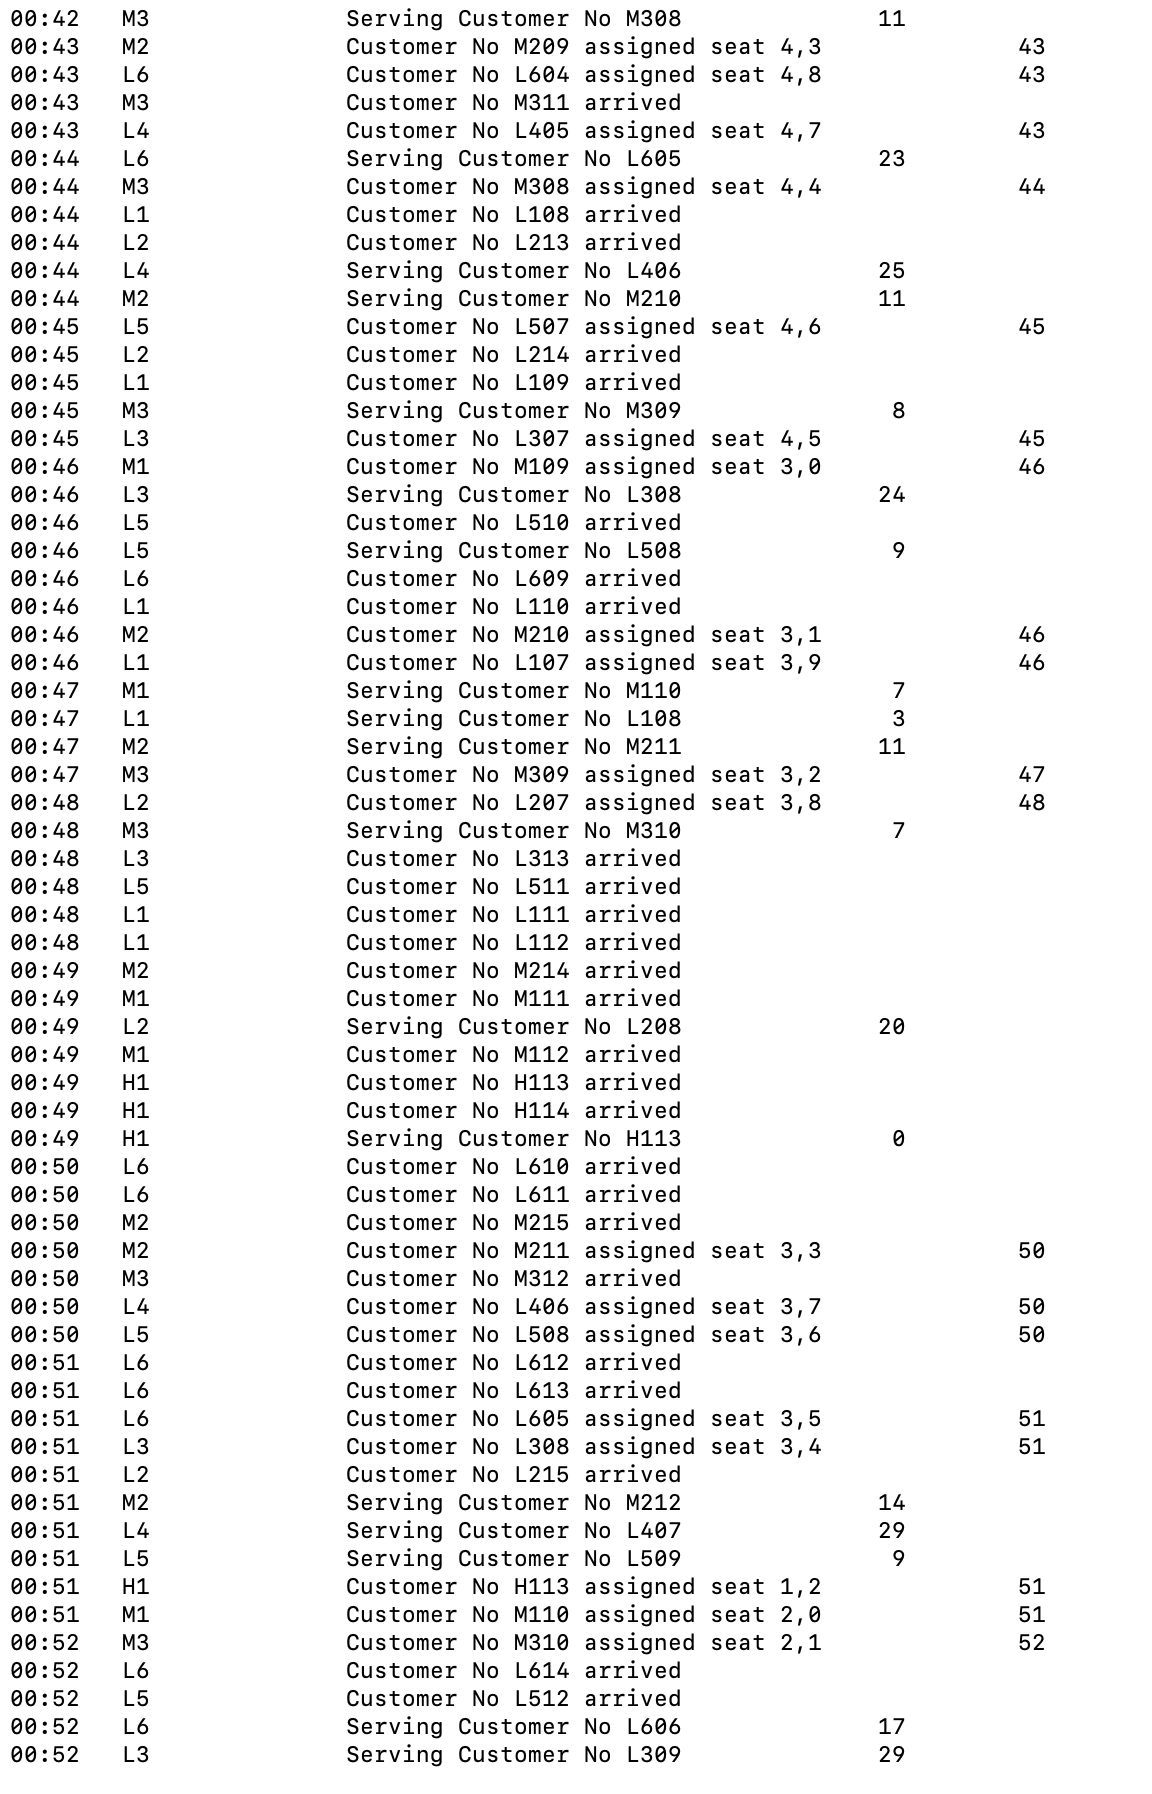 00:42 M3 Serving Customer No M308 11
00:43 M2 Customer No M209 assigned seat 4,3 43
00:43 L6 Customer No L604 assigned seat 4,8 43
00:43 M3 Customer No M311 arrived
00:43 L4 Customer No L405 assigned seat 4,7 43
00:44 L6 Serving Customer No L605 23
00:44 M3 Customer No M308 assigned seat 4,4 44
00:44 L1 Customer No L108 arrived
00:44 L2 Customer No L213 arrived
00:44 L4 Serving Customer No L406 25
00:44 M2 Serving Customer No M210 11
00:45 L5 Customer No L507 assigned seat 4,6 45
00:45 L2 Customer No L214 arrived
00:45 L1 Customer No L109 arrived
00:45 M3 Serving Customer No M309 8
00:45 L3 Customer No L307 assigned seat 4,5 45
00:46 M1 Customer No M109 assigned seat 3,0 46
00:46 L3 Serving Customer No L308 24
00:46 L5 Customer No L510 arrived
00:46 L5 Serving Customer No L508 9
00:46 L6 Customer No L609 arrived
00:46 L1 Customer No L110 arrived
00:46 M2 Customer No M210 assigned seat 3,1 46
00:46 L1 Customer No L107 assigned seat 3,9 46
00:47 M1 Serving Customer No M110 7
00:47 L1 Serving Customer No L108 3
00:47 M2 Serving Customer No M211 11
00:47 M3 Customer No M309 assigned seat 3,2 47
00:48 L2 Customer No L207 assigned seat 3,8 48
00:48 M3 Serving Customer No M310 7
00:48 L3 Customer No L313 arrived
00:48 L5 Customer No L511 arrived
00:48 L1 Customer No L111 arrived
00:48 L1 Customer No L112 arrived
00:49 M2 Customer No M214 arrived
00:49 M1 Customer No M111 arrived
00:49 L2 Serving Customer No L208 20
00:49 M1 Customer No M112 arrived
00:49 H1 Customer No H113 arrived
00:49 H1 Customer No H114 arrived
00:49 H1 Serving Customer No H113 0
00:50 L6 Customer No L610 arrived
00:50 L6 Customer No L611 arrived
00:50 M2 Customer No M215 arrived
00:50 M2 Customer No M211 assigned seat 3,3 50
00:50 M3 Customer No M312 arrived
00:50 L4 Customer No L406 assigned seat 3,7 50
00:50 L5 Customer No L508 assigned seat 3,6 50
00:51 L6 Customer No L612 arrived
00:51 L6 Customer No L613 arrived
00:51 L6 Customer No L605 assigned seat 3,5 51
00:51 L3 Customer No L308 assigned seat 3,4 51
00:51 L2 Customer No L215 arrived
00:51 M2 Serving Customer No M212 14
00:51 L4 Serving Customer No L407 29
00:51 L5 Serving Customer No L509 9
00:51 H1 Customer No H113 assigned seat 1,2 51
00:51 M1 Customer No M110 assigned seat 2,0 51
00:52 M3 Customer No M310 assigned seat 2,1 52
00:52 L6 Customer No L614 arrived
00:52 L5 Customer No L512 arrived
00:52 L6 Serving Customer No L606 17
00:52 L3 Serving Customer No L309 29